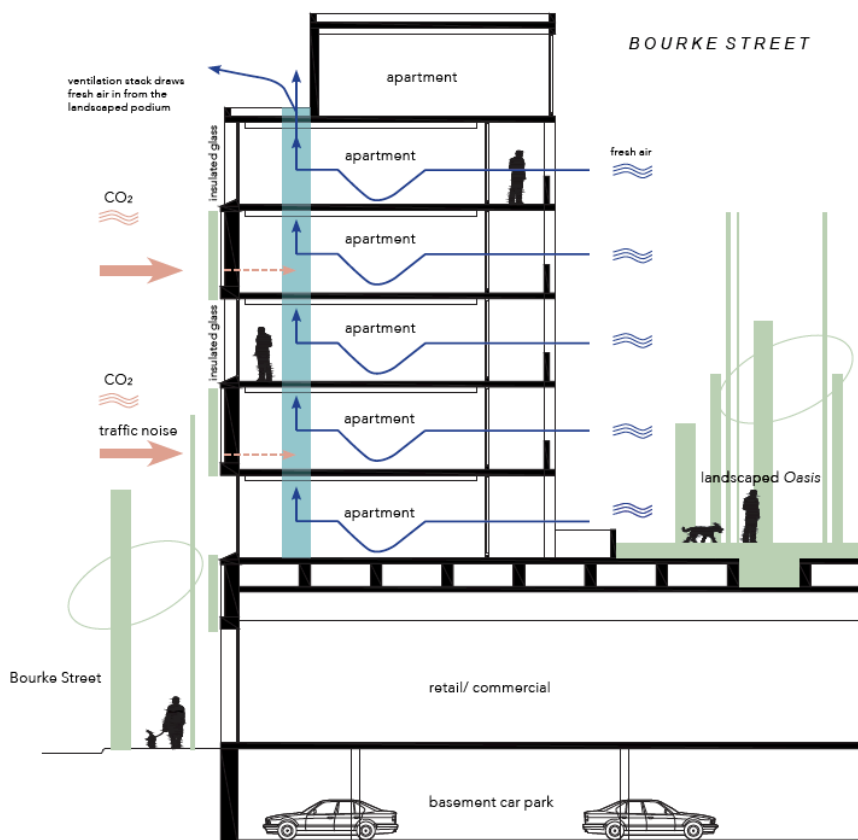 BOURKE STREET
ventilation stack draws
fresh air in from the
landscaped podium
apartment
insulated glass
apartment
fresh air
CO₂
apartment
insulated glass
apartment
CO₂
traffic noise
apartment
landscaped Oasis
apartment
Bourke Street
retail/ commercial
basement car park